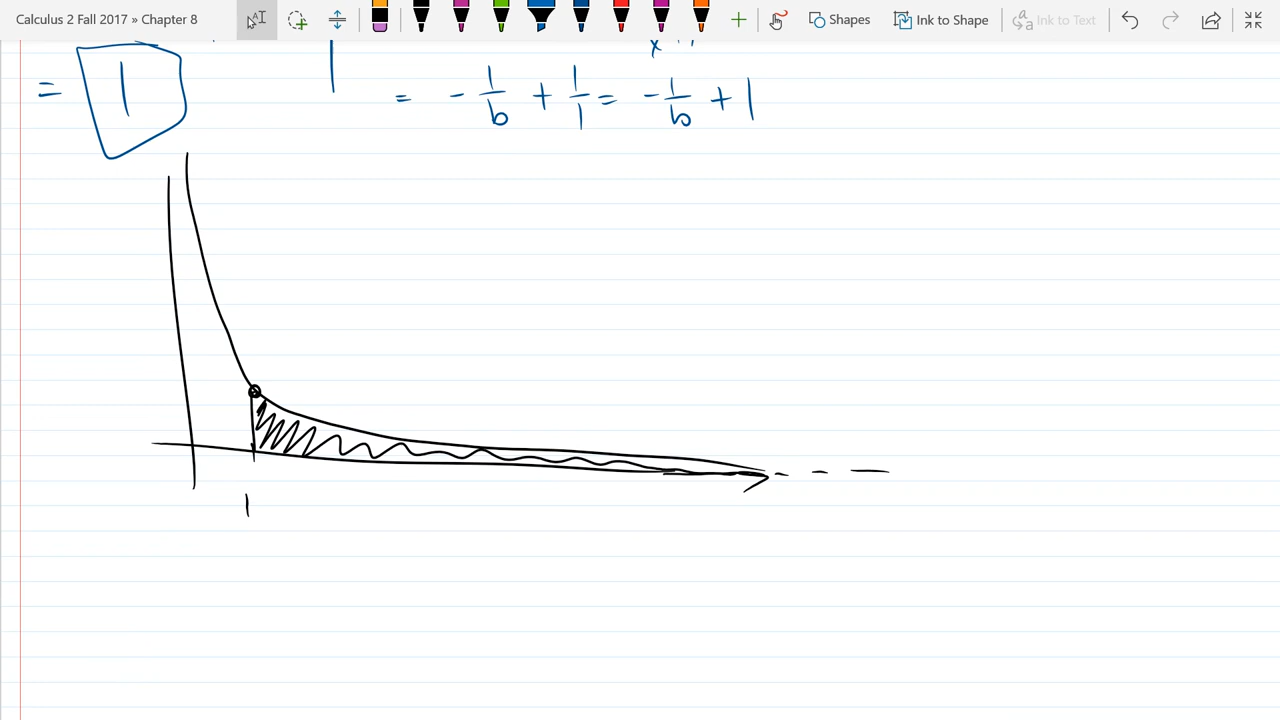 Calculus 2 Fall 2017 » Chapter 8
Shapes
Ink to Shape
Ink to Text
= 1
= - 1/b + 1/1 = - 1/b + 1
1